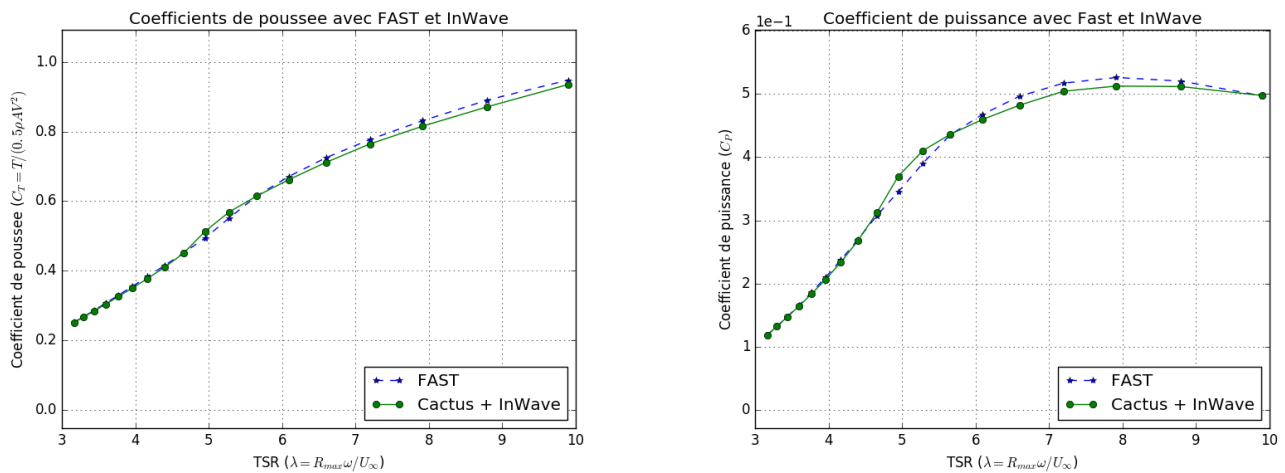 Coefficients de poussee avec FAST et InWave
Coefficient de poussee (C_T = T/(0.5ρAV²)
1.0
0.8
0.6
0.4
0.2
0.0
3 4 5 6 7 8 9 10
TSR (λ = R_max ω/U_∞)
FAST
Cactus + InWave
Coefficient de puissance avec Fast et InWave
1e−1
Coefficient de puissance (C_P)
6
5
4
3
2
1
0
3 4 5 6 7 8 9 10
TSR (λ = R_max ω/U_∞)
FAST
Cactus + InWave